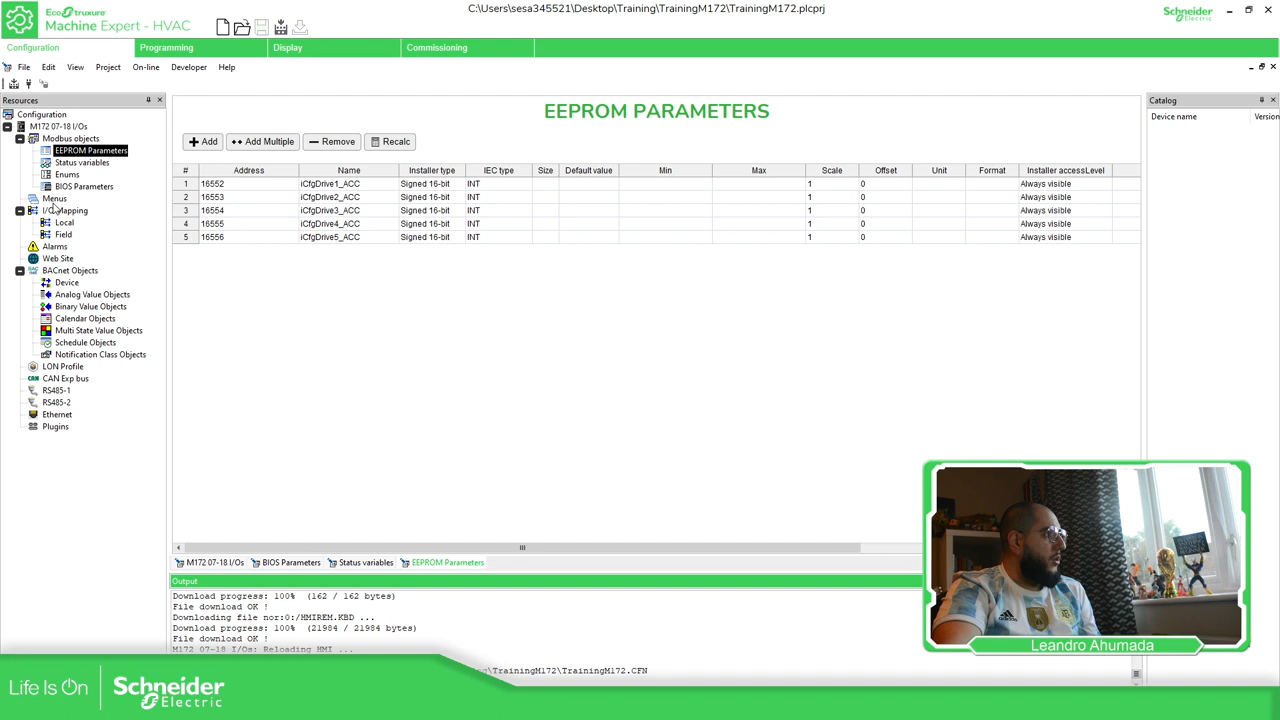 C:\Users\sesa345521\Desktop\Training\TrainingM172\TrainingM172.plcprj
EcoStruxure
Machine Expert - HVAC
Schneider Electric
Configuration Programming Display Commissioning
File Edit View Project On-line Developer Help
Resources
Configuration
M172 07-18 I/Os
Modbus objects
EEPROM Parameters
Status variables
Enums
BIOS Parameters
Menus
I/O Mapping
Local
Field
Alarms
Web Site
BACnet Objects
Device
Analog Value Objects
Binary Value Objects
Calendar Objects
Multi State Value Objects
Schedule Objects
Notification Class Objects
LON Profile
CAN Exp bus
RS485-1
RS485-2
Ethernet
Plugins
EEPROM PARAMETERS
Add Add Multiple Remove Recalc
# Address Name Installer type IEC type Size Default value Min Max Scale Offset Unit Format Installer accessLevel
1 16552 iCfgDrive1_ACC Signed 16-bit INT 1 0 Always visible
2 16553 iCfgDrive2_ACC Signed 16-bit INT 1 0 Always visible
3 16554 iCfgDrive3_ACC Signed 16-bit INT 1 0 Always visible
4 16555 iCfgDrive4_ACC Signed 16-bit INT 1 0 Always visible
5 16556 iCfgDrive5_ACC Signed 16-bit INT 1 0 Always visible
M172 07-18 I/Os BIOS Parameters Status variables EEPROM Parameters
Catalog
Device name Version
Output
Download progress: 100% (162 / 162 bytes)
File download OK !
Downloading file nor:0:/HMIREM.KBD ...
Download progress: 100% (21984 / 21984 bytes)
File download OK !
M172 07-18 I/Os: Reloading HMI ...
\TrainingM172\TrainingM172.CFN
Leandro Ahumada
Life Is On
Schneider
Electric